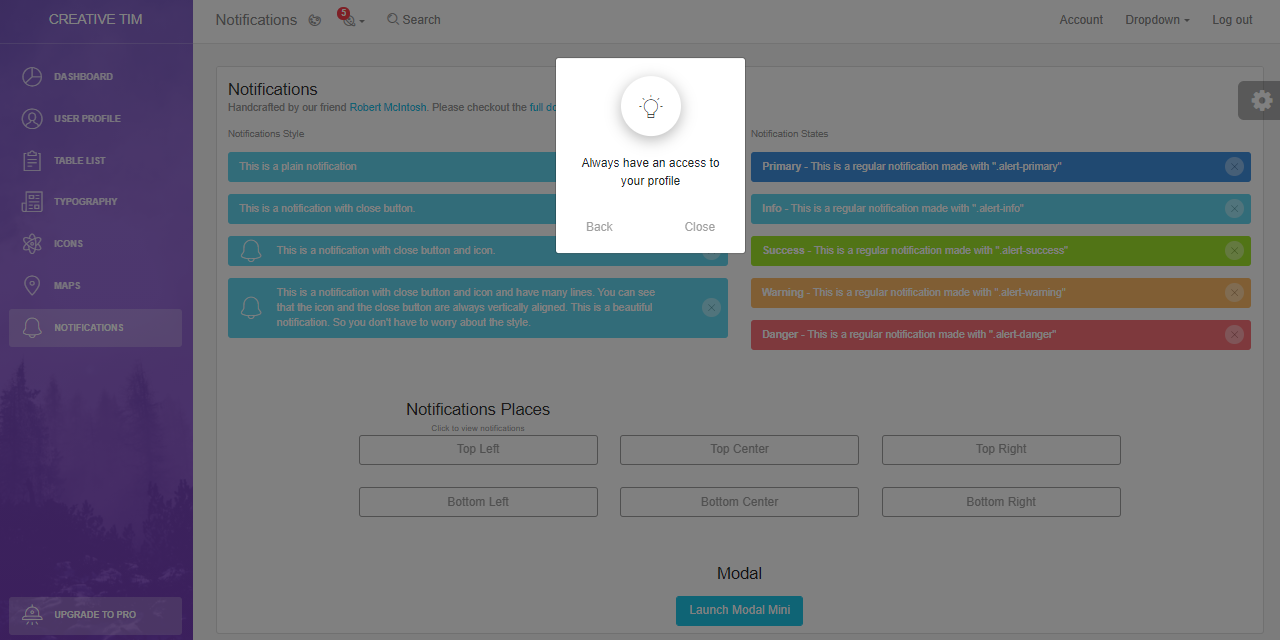 CREATIVE TIM
DASHBOARD
USER PROFILE
TABLE LIST
TYPOGRAPHY
ICONS
MAPS
NOTIFICATIONS
UPGRADE TO PRO
Notifications
5
Search
Account
Dropdown
Log out
Always have an access to
your profile
Back
Close
Notifications
Handcrafted by our friend Robert McIntosh. Please checkout the full
Notifications Style
This is a plain notification
This is a notification with close button.
This is a notification with close button and icon.
This is a notification with close button and icon and have many lines. You can see
that the icon and the close button are always vertically aligned. This is a beautiful
notification. So you don't have to worry about the style.
Notification States
Primary - This is a regular notification made with ".alert-primary"
Info - This is a regular notification made with ".alert-info"
Success - This is a regular notification made with ".alert-success"
Warning - This is a regular notification made with ".alert-warning"
Danger - This is a regular notification made with ".alert-danger"
Notifications Places
Click to view notifications
Top Left
Top Center
Top Right
Bottom Left
Bottom Center
Bottom Right
Modal
Launch Modal Mini